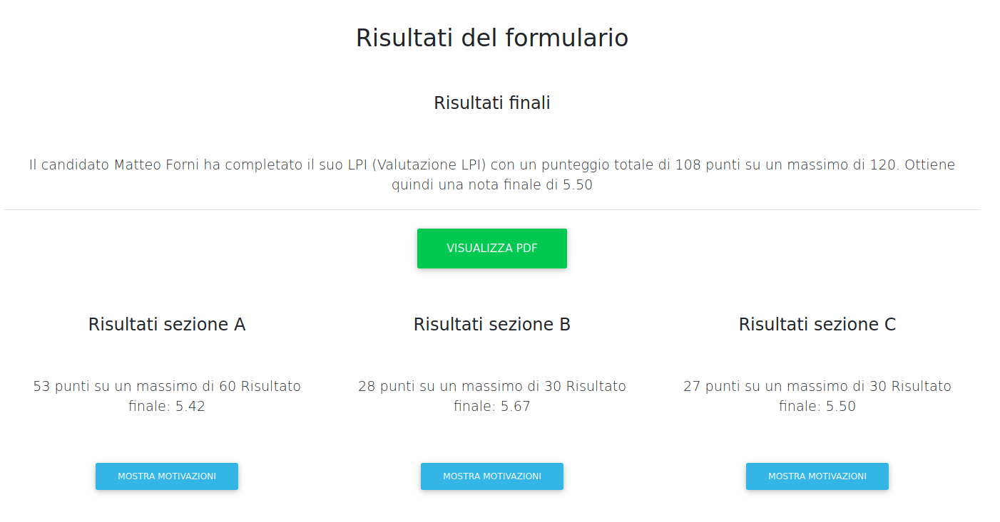 Risultati del formulario
Risultati finali
Il candidato Matteo Forni ha completato il suo LPI (Valutazione LPI) con un punteggio totale di 108 punti su un massimo di 120. Ottiene
quindi una nota finale di 5.50
VISUALIZZA PDF
Risultati sezione A
53 punti su un massimo di 60 Risultato
finale: 5.42
MOSTRA MOTIVAZIONI
Risultati sezione B
28 punti su un massimo di 30 Risultato
finale: 5.67
MOSTRA MOTIVAZIONI
Risultati sezione C
27 punti su un massimo di 30 Risultato
finale: 5.50
MOSTRA MOTIVAZIONI